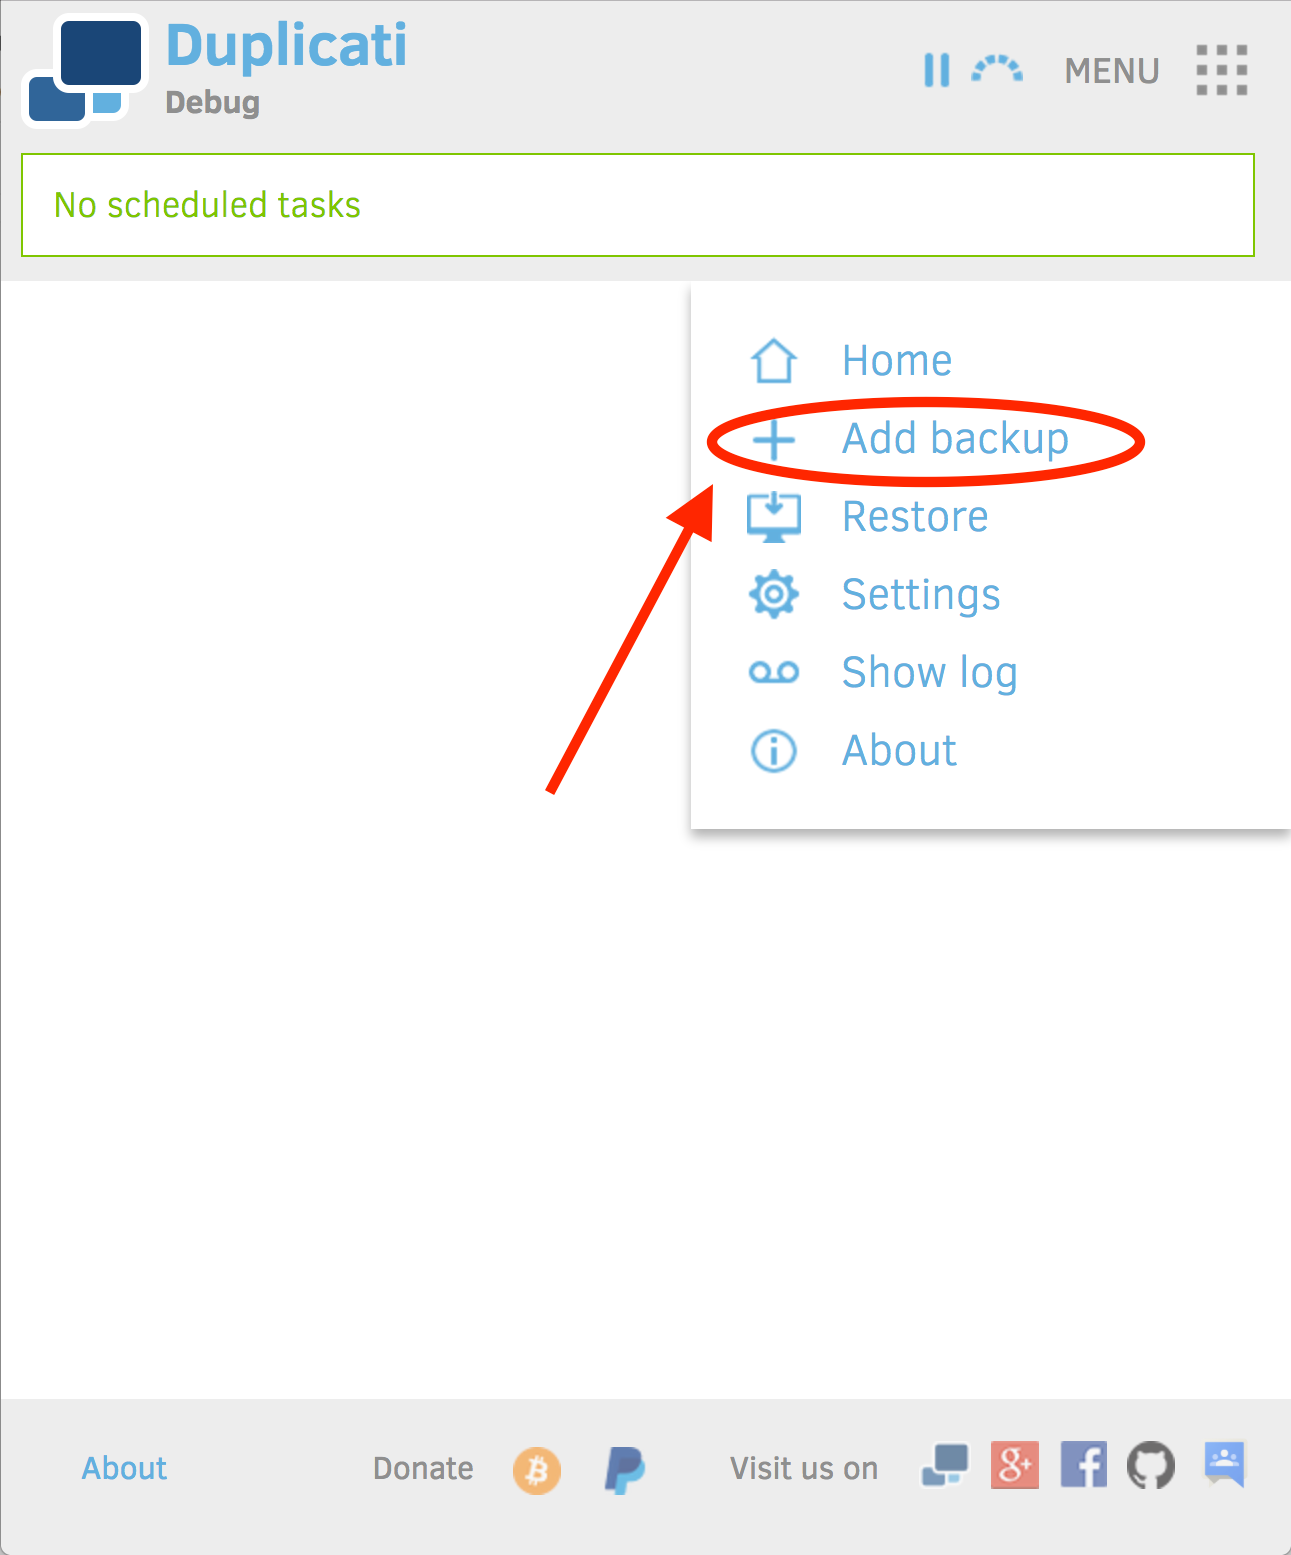 Duplicati
Debug
MENU
No scheduled tasks
Home
Add backup
Restore
Settings
Show log
About
About
Donate
Visit us on